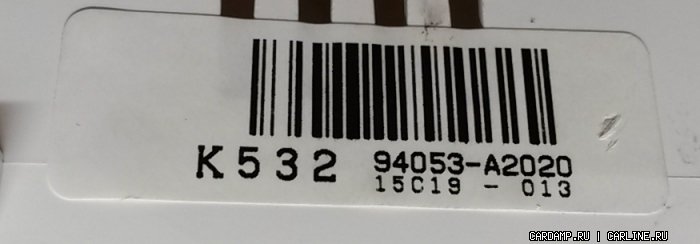 K532 94053-A2020
15C19 - 013
CARDAMP.RU | CARLINE.RU